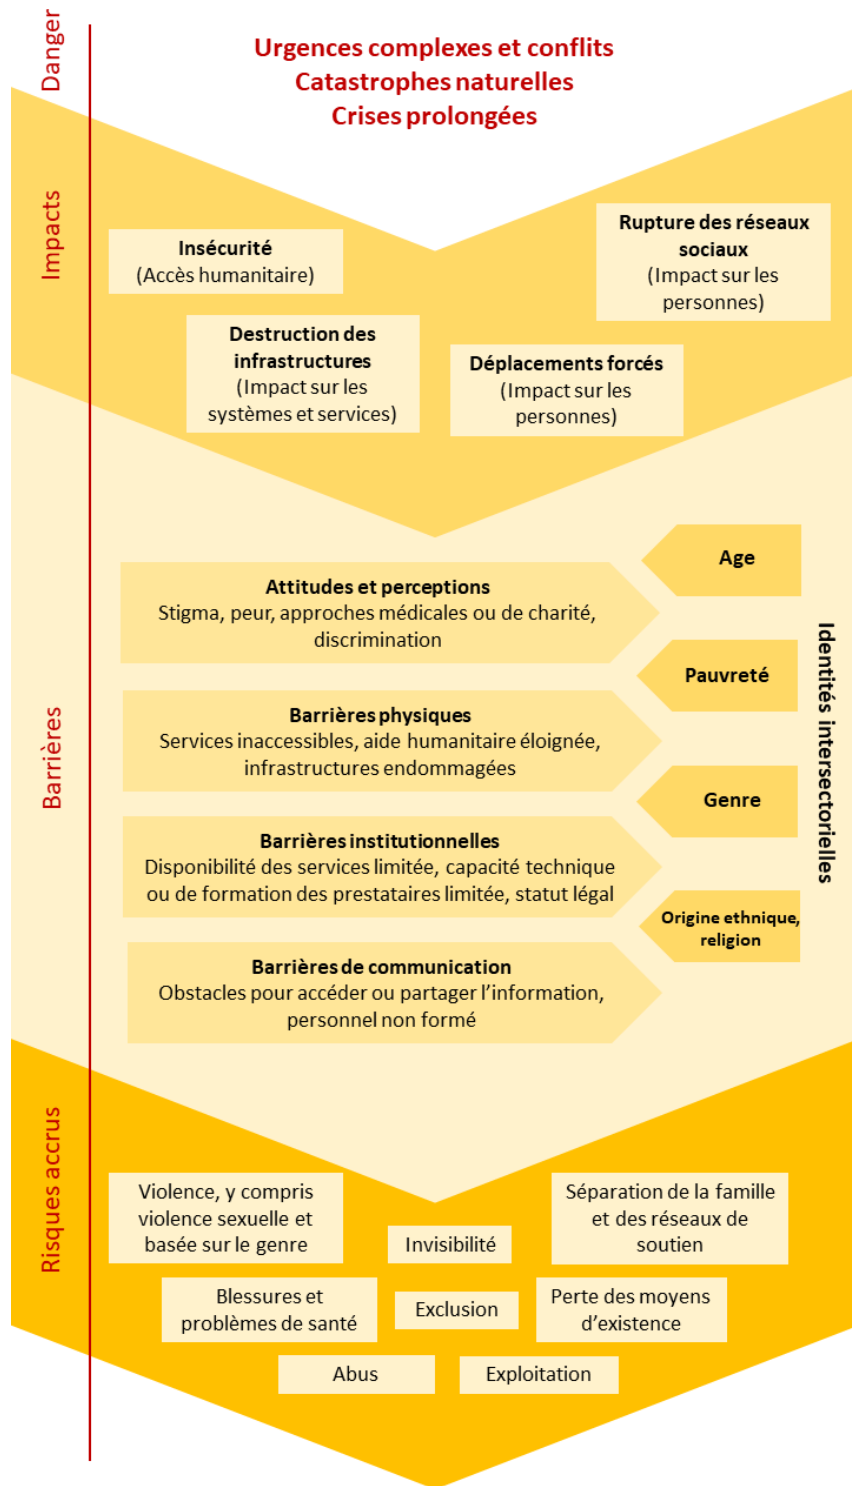 Danger
Urgences complexes et conflits
Catastrophes naturelles
Crises prolongées
Impacts
Insécurité
(Accès humanitaire)
Rupture des réseaux
sociaux
(Impact sur les
personnes)
Destruction des
infrastructures
(Impact sur les
systèmes et services)
Déplacements forcés
(Impact sur les
personnes)
Barrières
Attitudes et perceptions
Stigma, peur, approches médicales ou de charité,
discrimination
Barrières physiques
Services inaccessibles, aide humanitaire éloignée,
infrastructures endommagées
Barrières institutionnelles
Disponibilité des services limitée, capacité technique
ou de formation des prestataires limitée, statut légal
Barrières de communication
Obstacles pour accéder ou partager l’information,
personnel non formé
Age
Pauvreté
Genre
Origine ethnique,
religion
Identités intersectorielles
Risques accrus
Violence, y compris
violence sexuelle et
basée sur le genre
Invisibilité
Séparation de la famille
et des réseaux de
soutien
Blessures et
problèmes de santé
Exclusion
Perte des moyens
d’existence
Abus
Exploitation